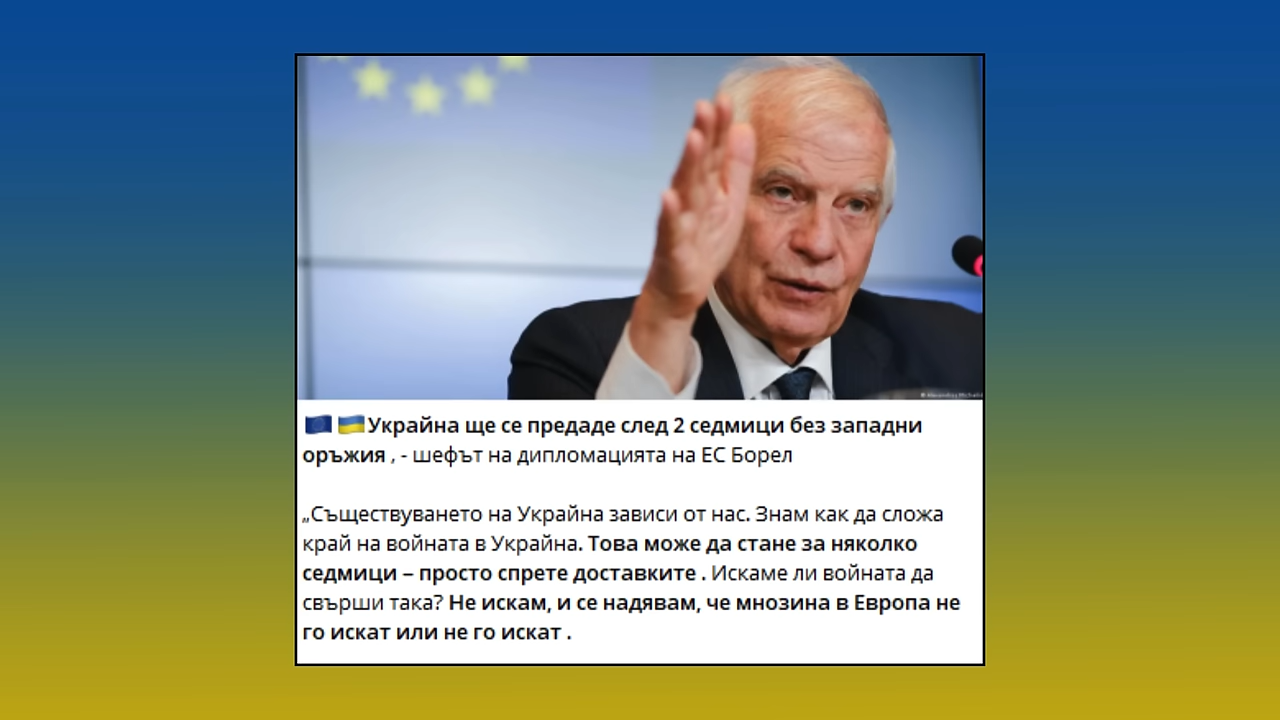 🇪🇺 🇺🇦Украйна ще се предаде след 2 седмици без западни
оръжия , - шефът на дипломацията на ЕС Борел
„Съществуването на Украйна зависи от нас. Знам как да сложа
край на войната в Украйна. Това може да стане за няколко
седмици – просто спрете доставките . Искаме ли войната да
свърши така? Не искам, и се надявам, че мнозина в Европа не
го искат или не го искат .